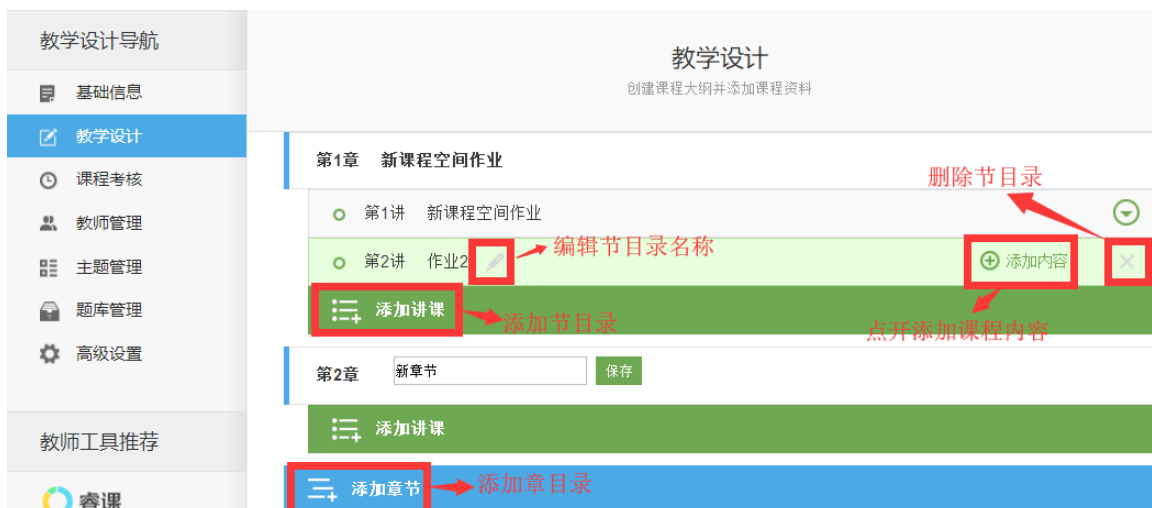 教学设计导航
基础信息
教学设计
课程考核
教师管理
主题管理
题库管理
高级设置
教师工具推荐
睿课
教学设计
创建课程大纲并添加课程资料
第1章 新课程空间作业
删除节目录
第1讲 新课程空间作业
第2讲 作业2 编辑节目录名称 添加内容
添加讲课 添加节目录 点开添加课程内容
第2章 新章节 保存
添加讲课
添加章节 添加章目录